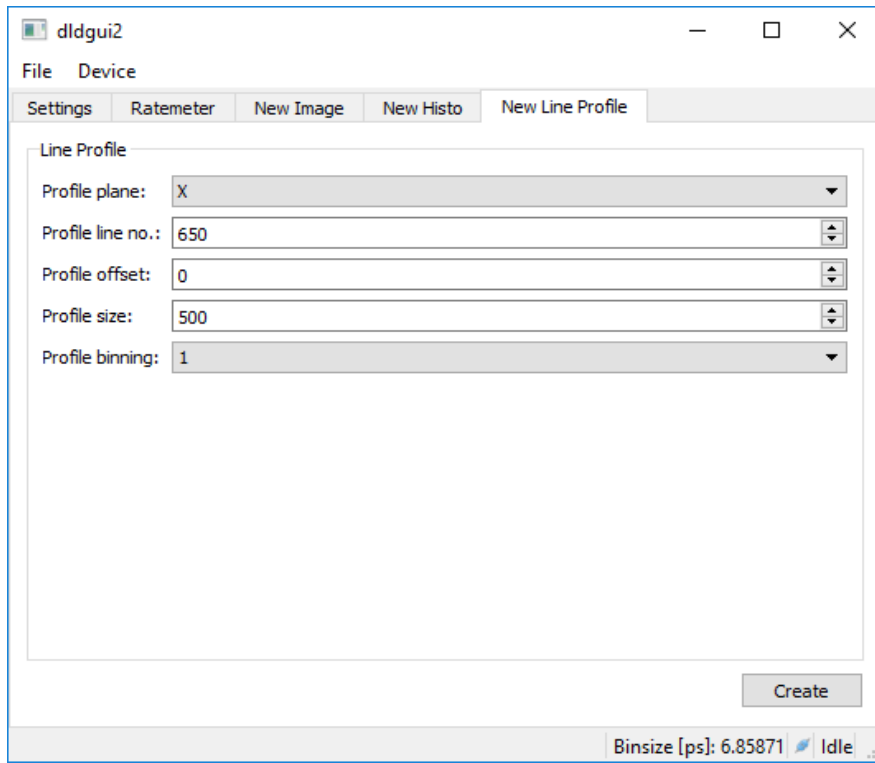 dldgui2
File Device
Settings Ratemeter New Image New Histo New Line Profile
Line Profile
Profile plane: X
Profile line no.: 650
Profile offset: 0
Profile size: 500
Profile binning: 1
Create
Binsize [ps]: 6.85871 Idle